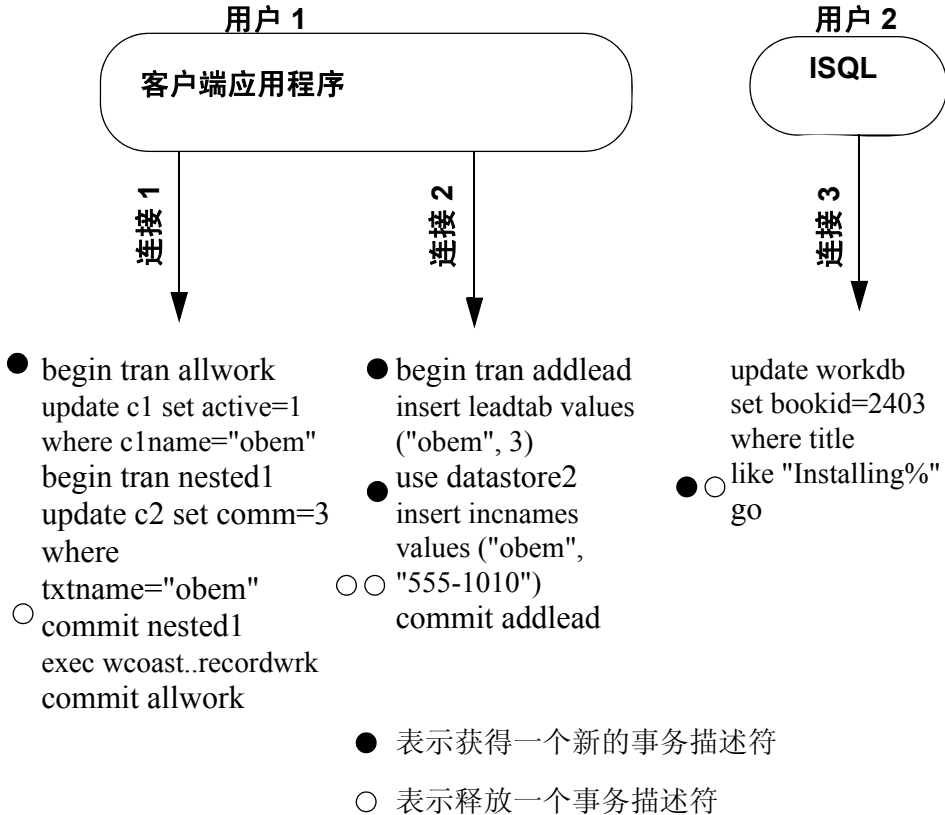 用户 1
用户 2
客户端应用程序
ISQL
连接 1
连接 2
连接 3
begin tran allwork
update c1 set active=1
where c1name="obem"
begin tran nested1
update c2 set comm=3
where
txtname="obem"
commit nested1
exec wcoast..recordwrk
commit allwork
begin tran addlead
insert leadtab values
("obem", 3)
use datastore2
insert incnames
values ("obem",
"555-1010")
commit addlead
update workdb
set bookid=2403
where title
like "Installing%"
go
表示获得一个新的事务描述符
表示释放一个事务描述符